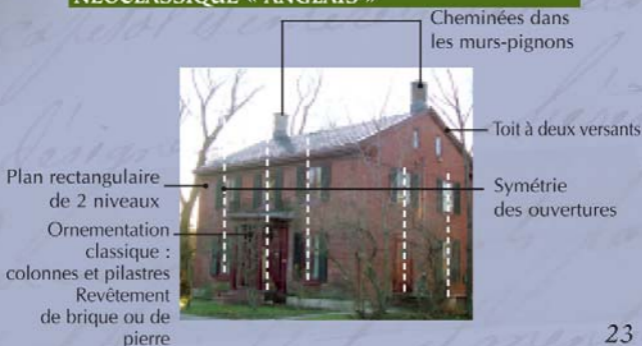 NÉOCLASSIQUE « ANGLAIS »
Cheminées dans
les murs-pignons
Toit à deux versants
Plan rectangulaire
de 2 niveaux
Symétrie
des ouvertures
Ornementation
classique :
colonnes et pilastres
Revêtement
de brique ou de
pierre
23